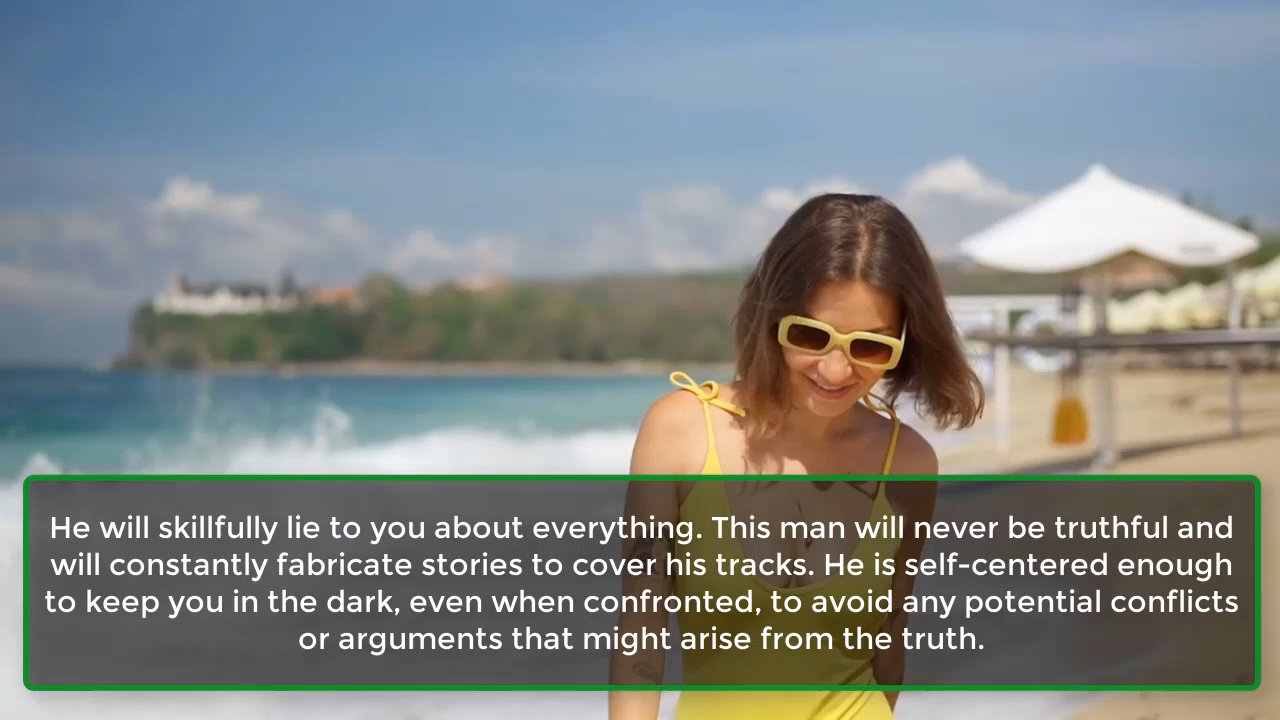 He will skillfully lie to you about everything. This man will never be truthful and
will constantly fabricate stories to cover his tracks. He is self-centered enough
to keep you in the dark, even when confronted, to avoid any potential conflicts
or arguments that might arise from the truth.